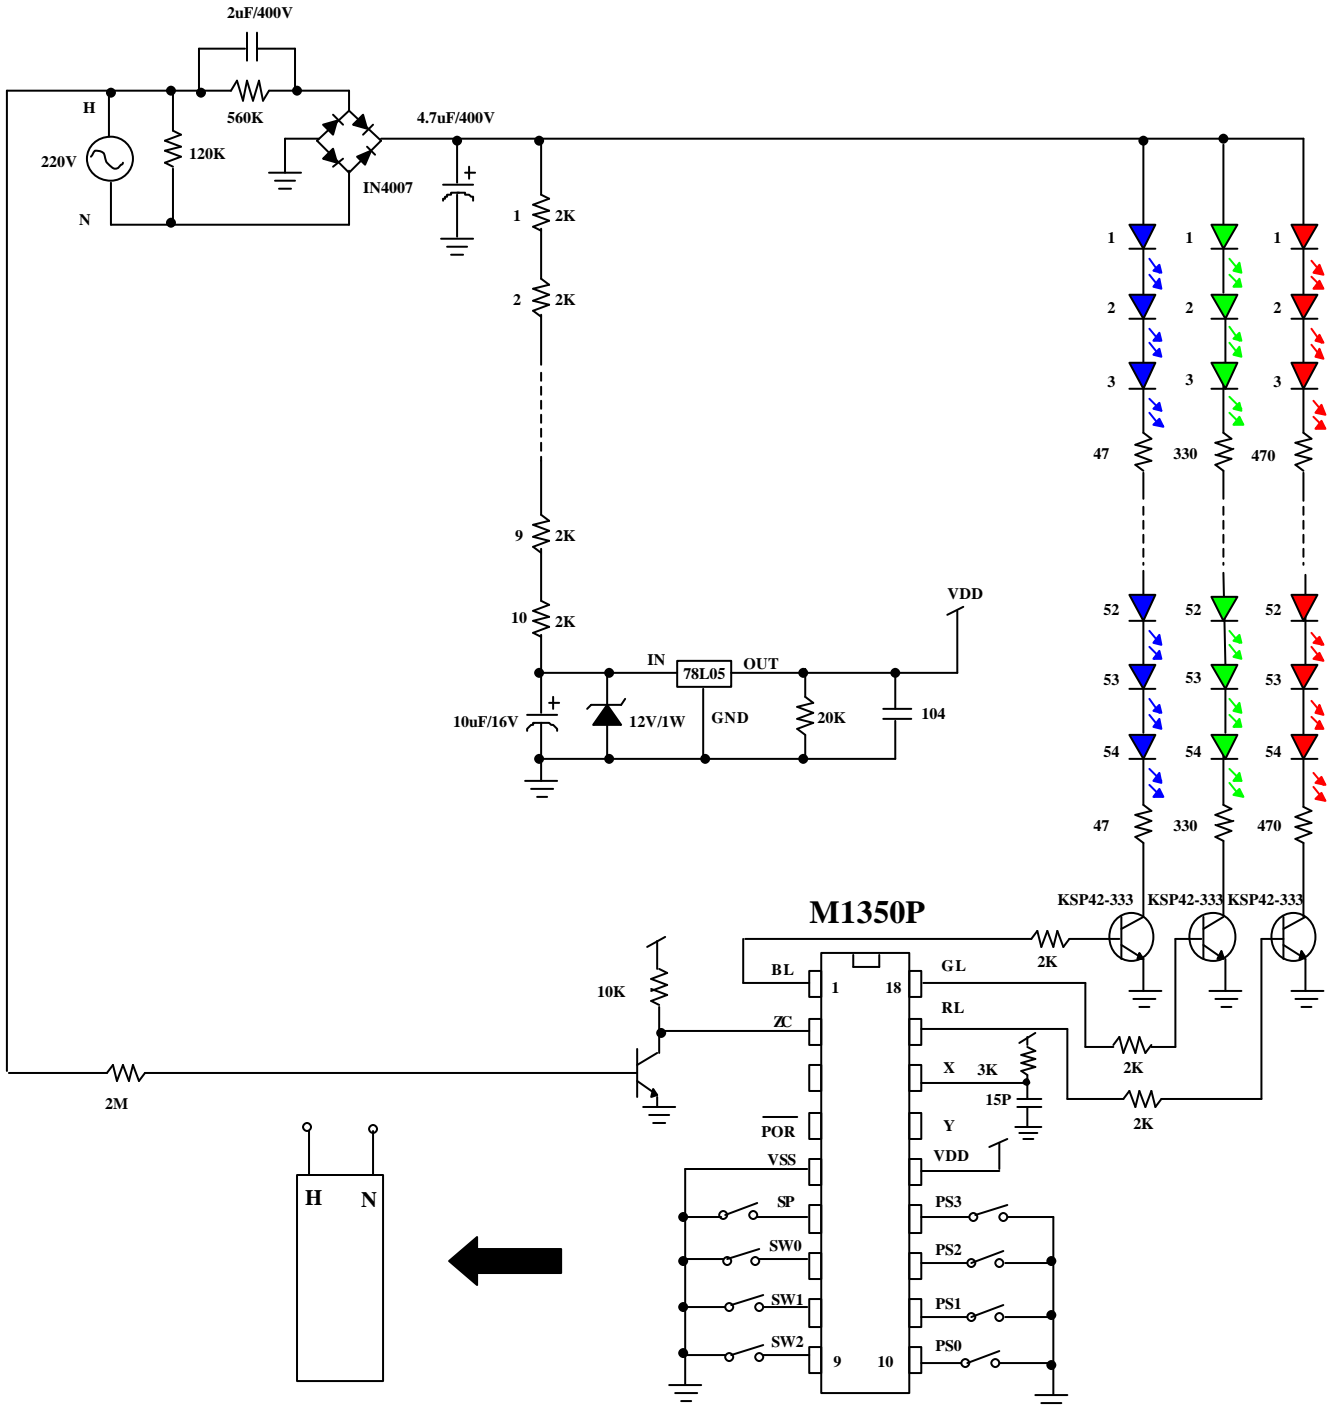 2uF/400V
H
560K
4.7uF/400V
220V
120K
IN4007
N
1 2K
1 1 1
2 2K
2 2 2
3 3 3
47 330 470
9 2K
10 2K
VDD
52 52 52
IN 78L05 OUT
53 53 53
10uF/16V 12V/1W GND 20K 104
54 54 54
47 330 470
KSP42-333 KSP42-333 KSP42-333
M1350P
2K
BL 1 18 GL
10K
ZC RL
X 3K
2K
2M
15P
2K
POR Y
VSS VDD
H N
SP PS3
SW0 PS2
SW1 PS1
SW2 9 10 PS0